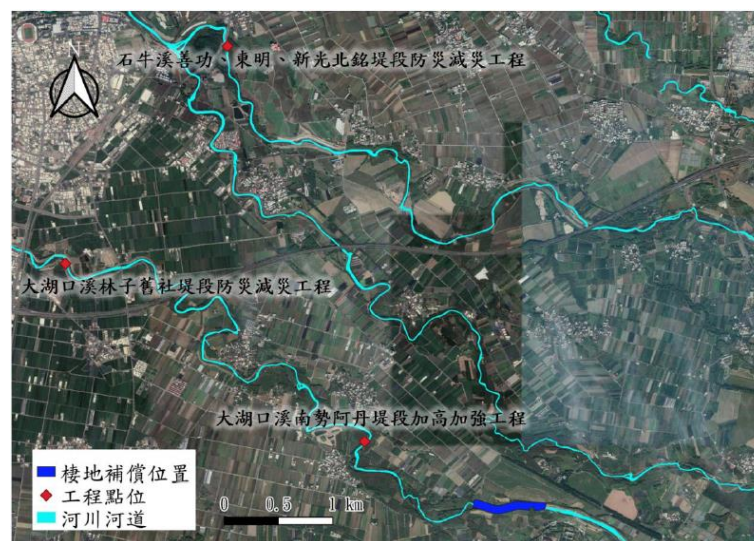 石牛溪善功、東明、新光北銘堤段防災減災工程
大湖口溪林子舊社堤段防災減災工程
大湖口溪南勢阿丹堤段加高加強工程
棲地補償位置
工程點位
河川河道
0 0.5 1 km